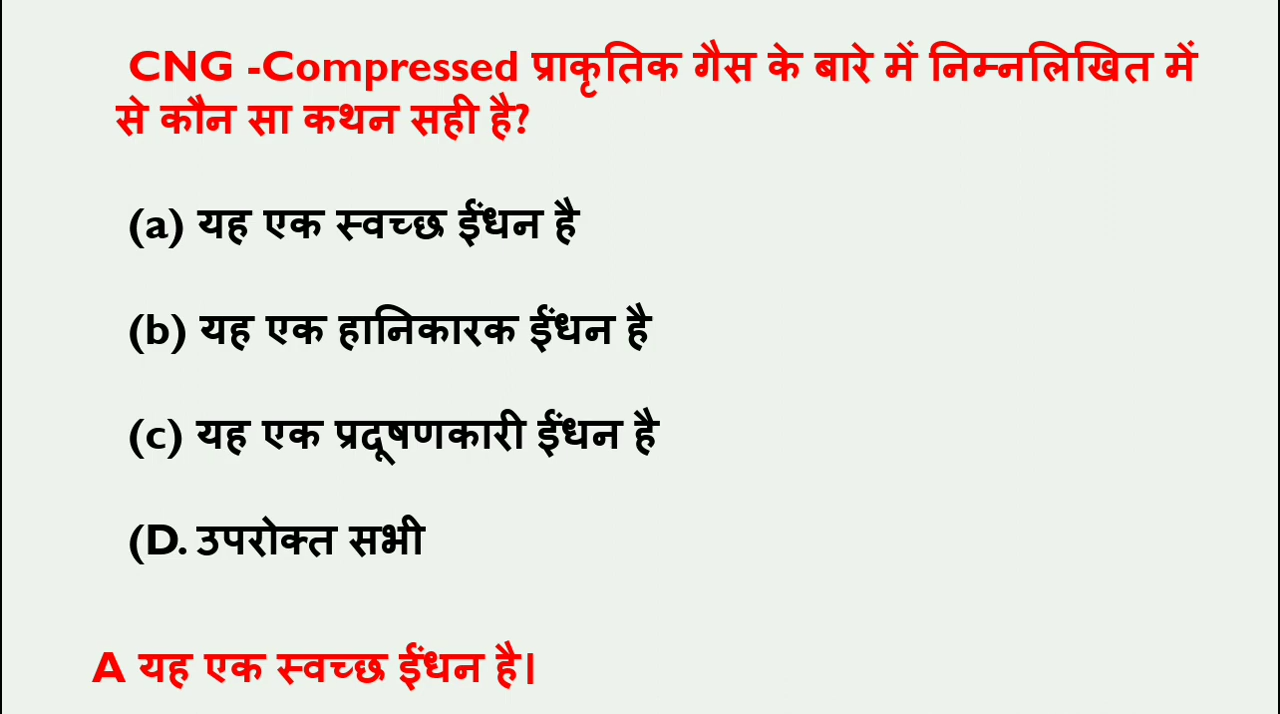 CNG -Compressed प्राकृतिक गैस के बारे में निम्नलिखित में
से कौन सा कथन सही है?
(a) यह एक स्वच्छ ईंधन है
(b) यह एक हानिकारक ईंधन है
(c) यह एक प्रदूषणकारी ईंधन है
(D. उपरोक्त सभी
A यह एक स्वच्छ ईंधन है।